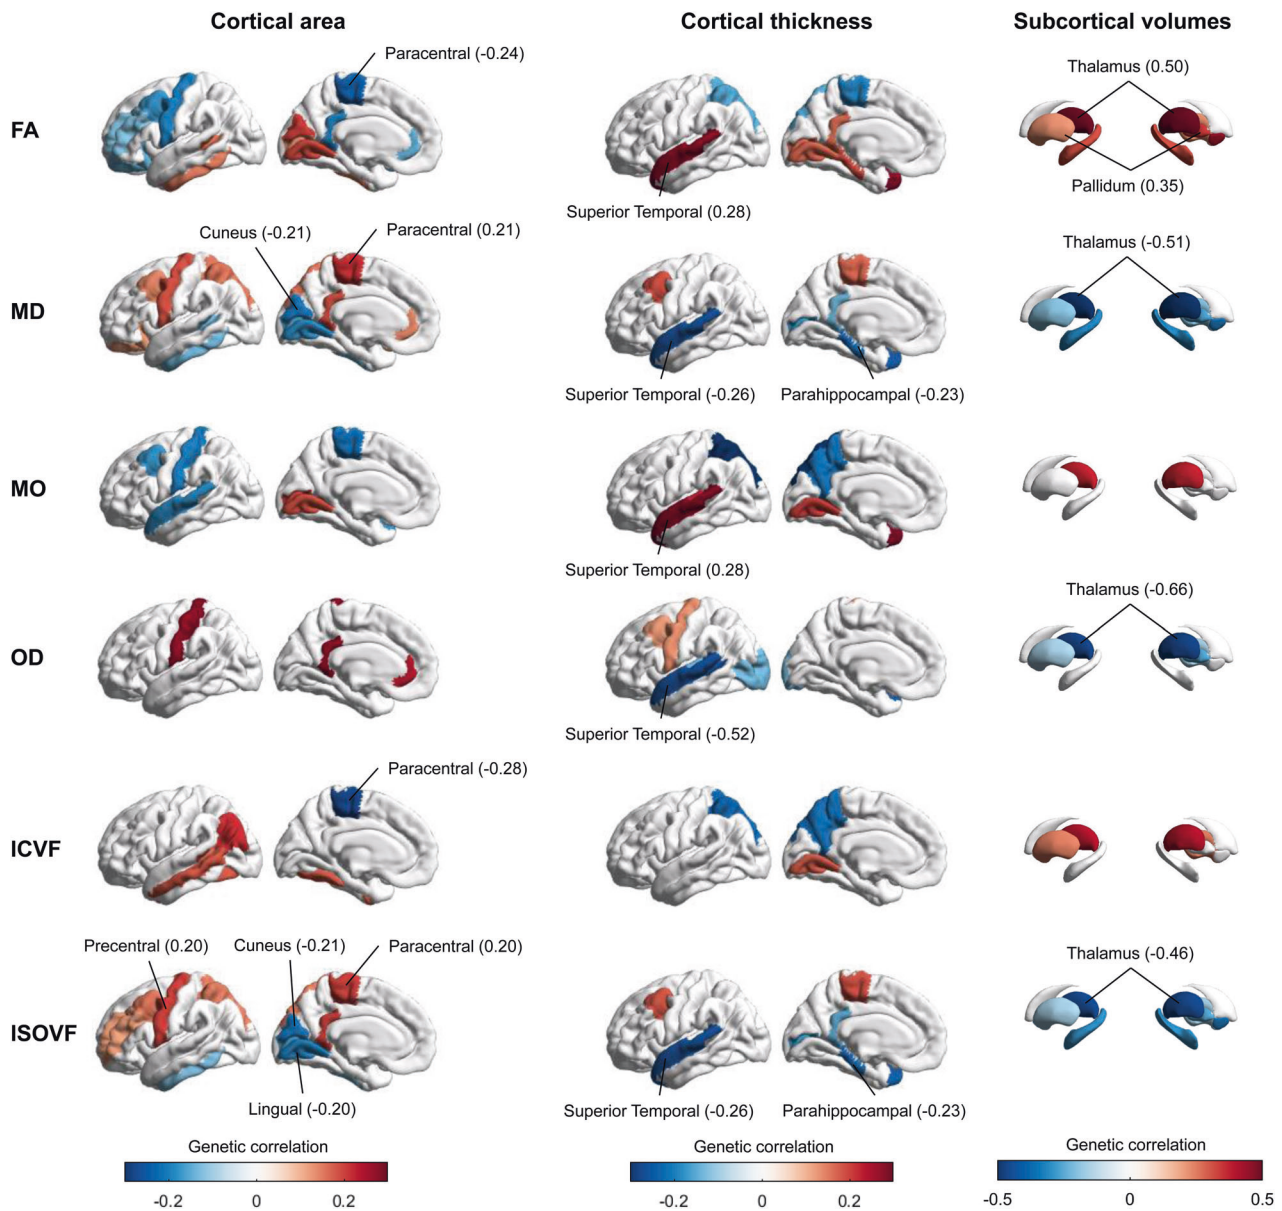 Cortical area
Cortical thickness
Subcortical volumes
FA
Paracentral (-0.24)
Superior Temporal (0.28)
Thalamus (0.50)
Pallidum (0.35)
MD
Cuneus (-0.21)
Paracentral (0.21)
Superior Temporal (-0.26)
Parahippocampal (-0.23)
Thalamus (-0.51)
MO
Superior Temporal (0.28)
OD
Superior Temporal (-0.52)
Thalamus (-0.66)
ICVF
Paracentral (-0.28)
ISOVF
Precentral (0.20)
Cuneus (-0.21)
Paracentral (0.20)
Lingual (-0.20)
Superior Temporal (-0.26)
Parahippocampal (-0.23)
Thalamus (-0.46)
Genetic correlation
-0.2 0 0.2
Genetic correlation
-0.2 0 0.2
Genetic correlation
-0.5 0 0.5